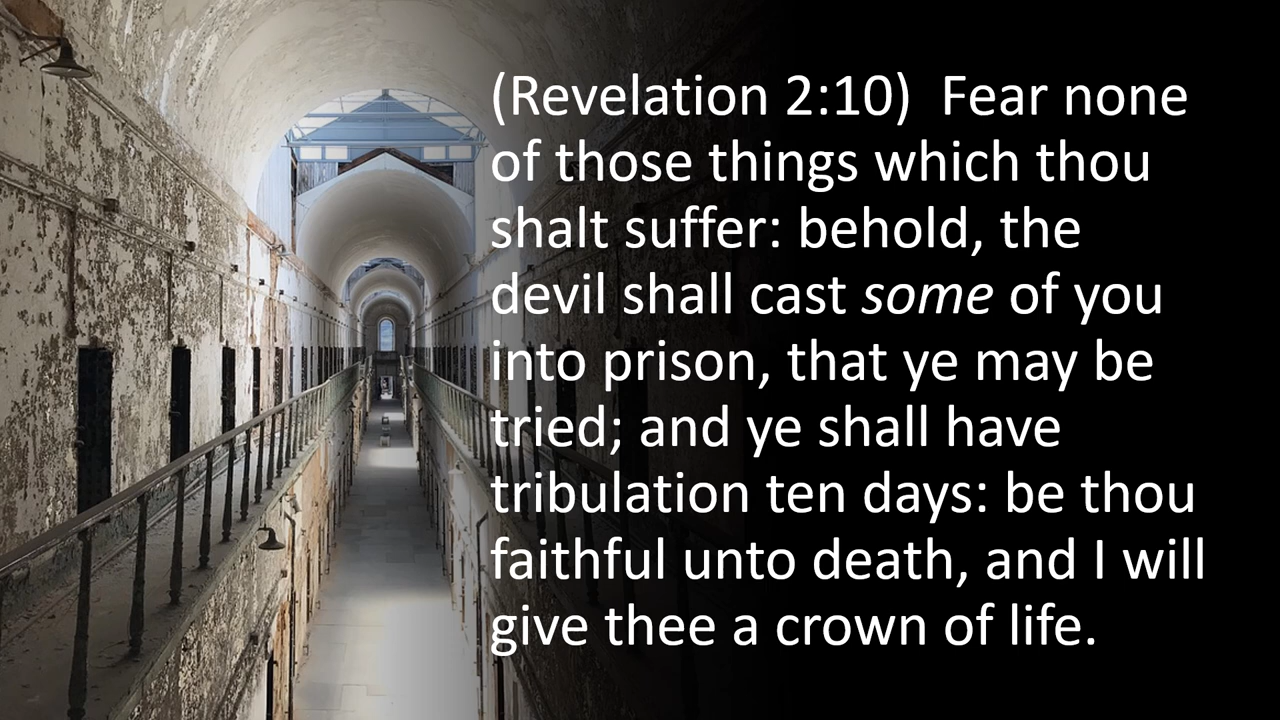 (Revelation 2:10)  Fear none
of those things which thou
shalt suffer: behold, the
devil shall cast some of you
into prison, that ye may be
tried; and ye shall have
tribulation ten days: be thou
faithful unto death, and I will
give thee a crown of life.